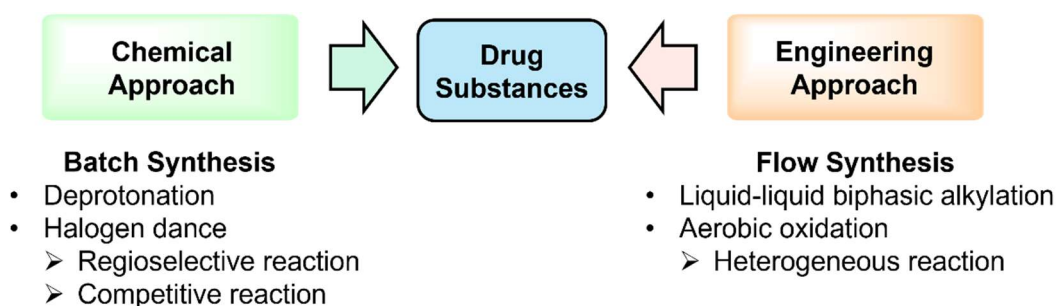 Chemical
Approach
Drug
Substances
Engineering
Approach
Batch Synthesis
• Deprotonation
• Halogen dance
➢ Regioselective reaction
➢ Competitive reaction
Flow Synthesis
• Liquid-liquid biphasic alkylation
• Aerobic oxidation
➢ Heterogeneous reaction